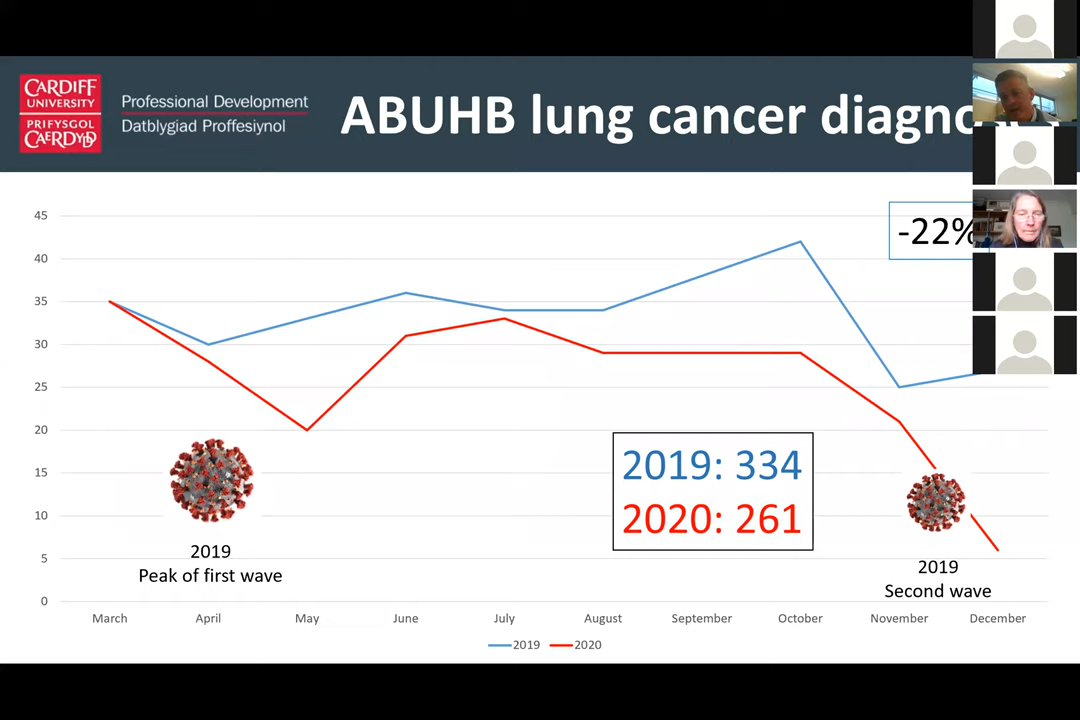 CARDIFF
UNIVERSITY
PRIFYSGOL
CAERDYDD
Professional Development
Datblygiad Proffesiynol
ABUHB lung cancer
-22%
45
40
35
30
25
20
15
10
5
0
2019: 334
2020: 261
2019
Peak of first wave
2019
Second wave
March April May June July August September October November December
2019 2020